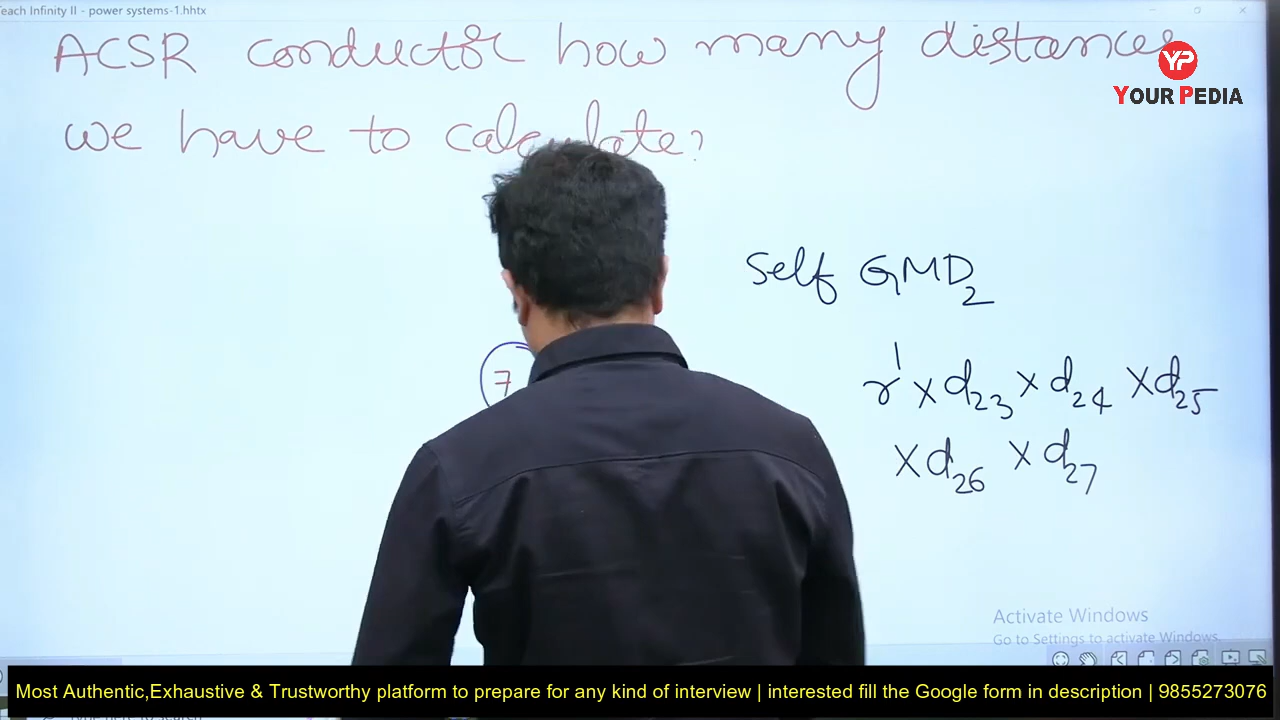 each Infinity II - power systems-1.hhtx
ACSR conductor how many distances
YP
YOUR PEDIA
we have to calculate?
Self GMD2
7
r' × d23 × d24 × d25
× d26 × d27
Activate Windows
Go to Settings to activate Windows.
Most Authentic,Exhaustive & Trustworthy platform to prepare for any kind of interview | interested fill the Google form in description | 9855273076